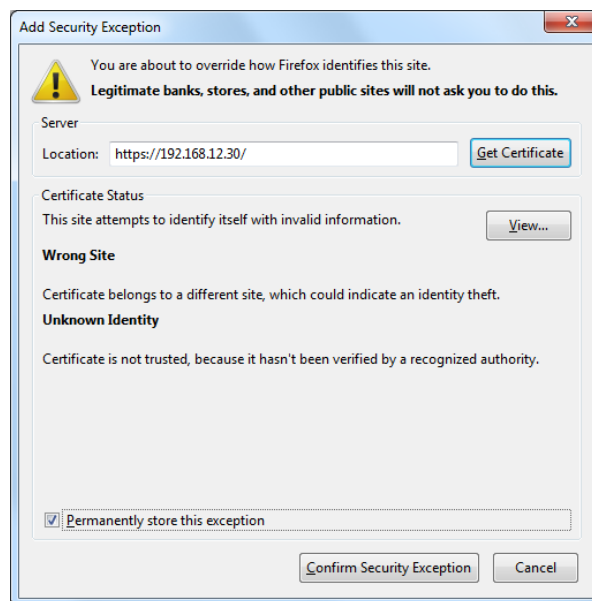 Add Security Exception
You are about to override how Firefox identifies this site.
Legitimate banks, stores, and other public sites will not ask you to do this.
Server
Location: https://192.168.12.30/ Get Certificate
Certificate Status
This site attempts to identify itself with invalid information. View...
Wrong Site
Certificate belongs to a different site, which could indicate an identity theft.
Unknown Identity
Certificate is not trusted, because it hasn't been verified by a recognized authority.
Permanently store this exception
Confirm Security Exception Cancel